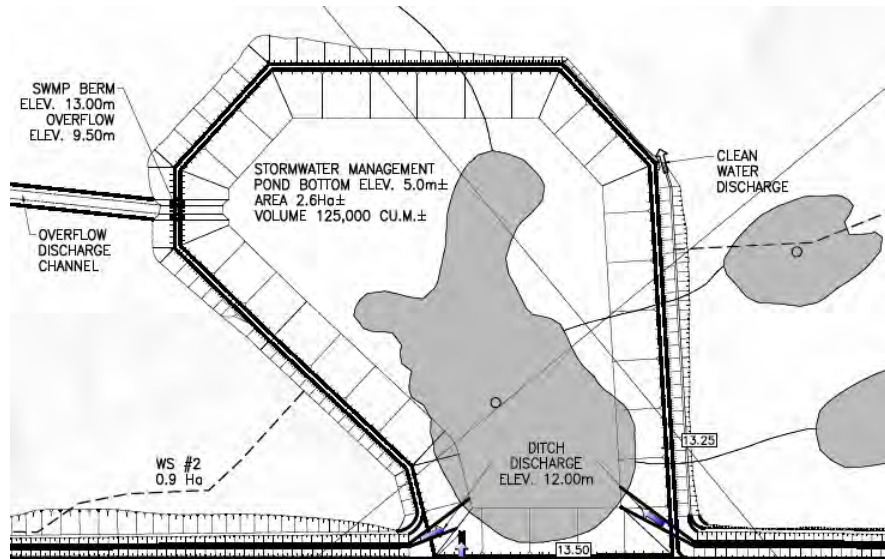 SWMP BERM
ELEV. 13.00m
OVERFLOW
ELEV. 9.50m
STORMWATER MANAGEMENT
POND BOTTOM ELEV. 5.0m±
AREA 2.6Ha±
VOLUME 125,000 CU.M.±
CLEAN
WATER
DISCHARGE
OVERFLOW
DISCHARGE
CHANNEL
WS #2
0.9 Ha
DITCH
DISCHARGE
ELEV. 12.00m
13.25
13.50